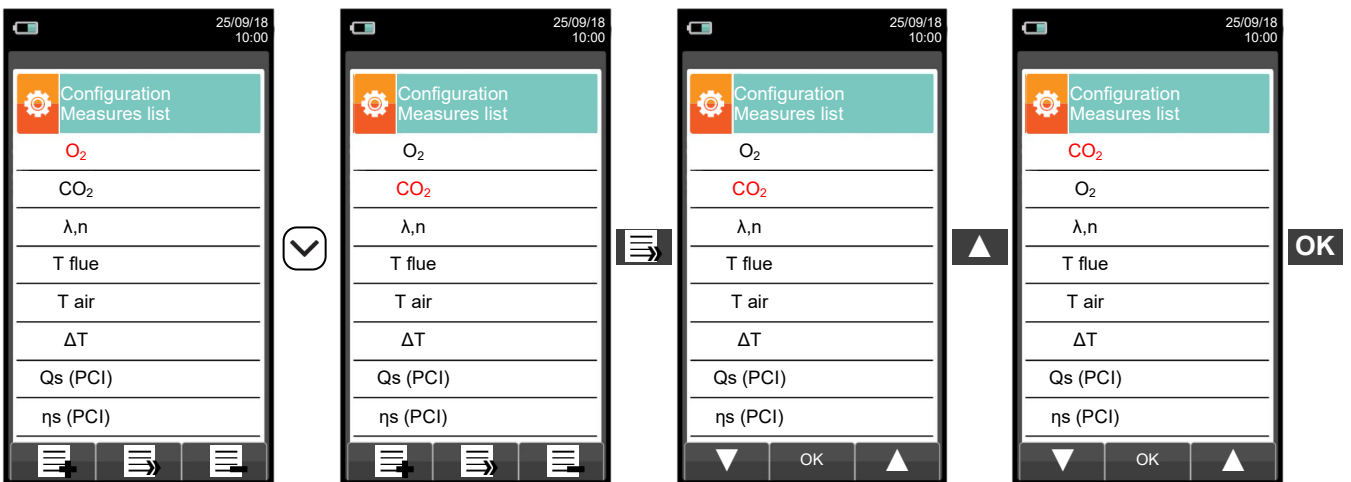 25/09/18
10:00
Configuration
Measures list
O₂
CO₂
λ,n
T flue
T air
ΔT
Qs (PCI)
ηs (PCI)
25/09/18
10:00
Configuration
Measures list
O₂
CO₂
λ,n
T flue
T air
ΔT
Qs (PCI)
ηs (PCI)
25/09/18
10:00
Configuration
Measures list
O₂
CO₂
λ,n
T flue
T air
ΔT
Qs (PCI)
ηs (PCI)
OK
25/09/18
10:00
Configuration
Measures list
CO₂
O₂
λ,n
T flue
T air
ΔT
Qs (PCI)
ηs (PCI)
OK
OK